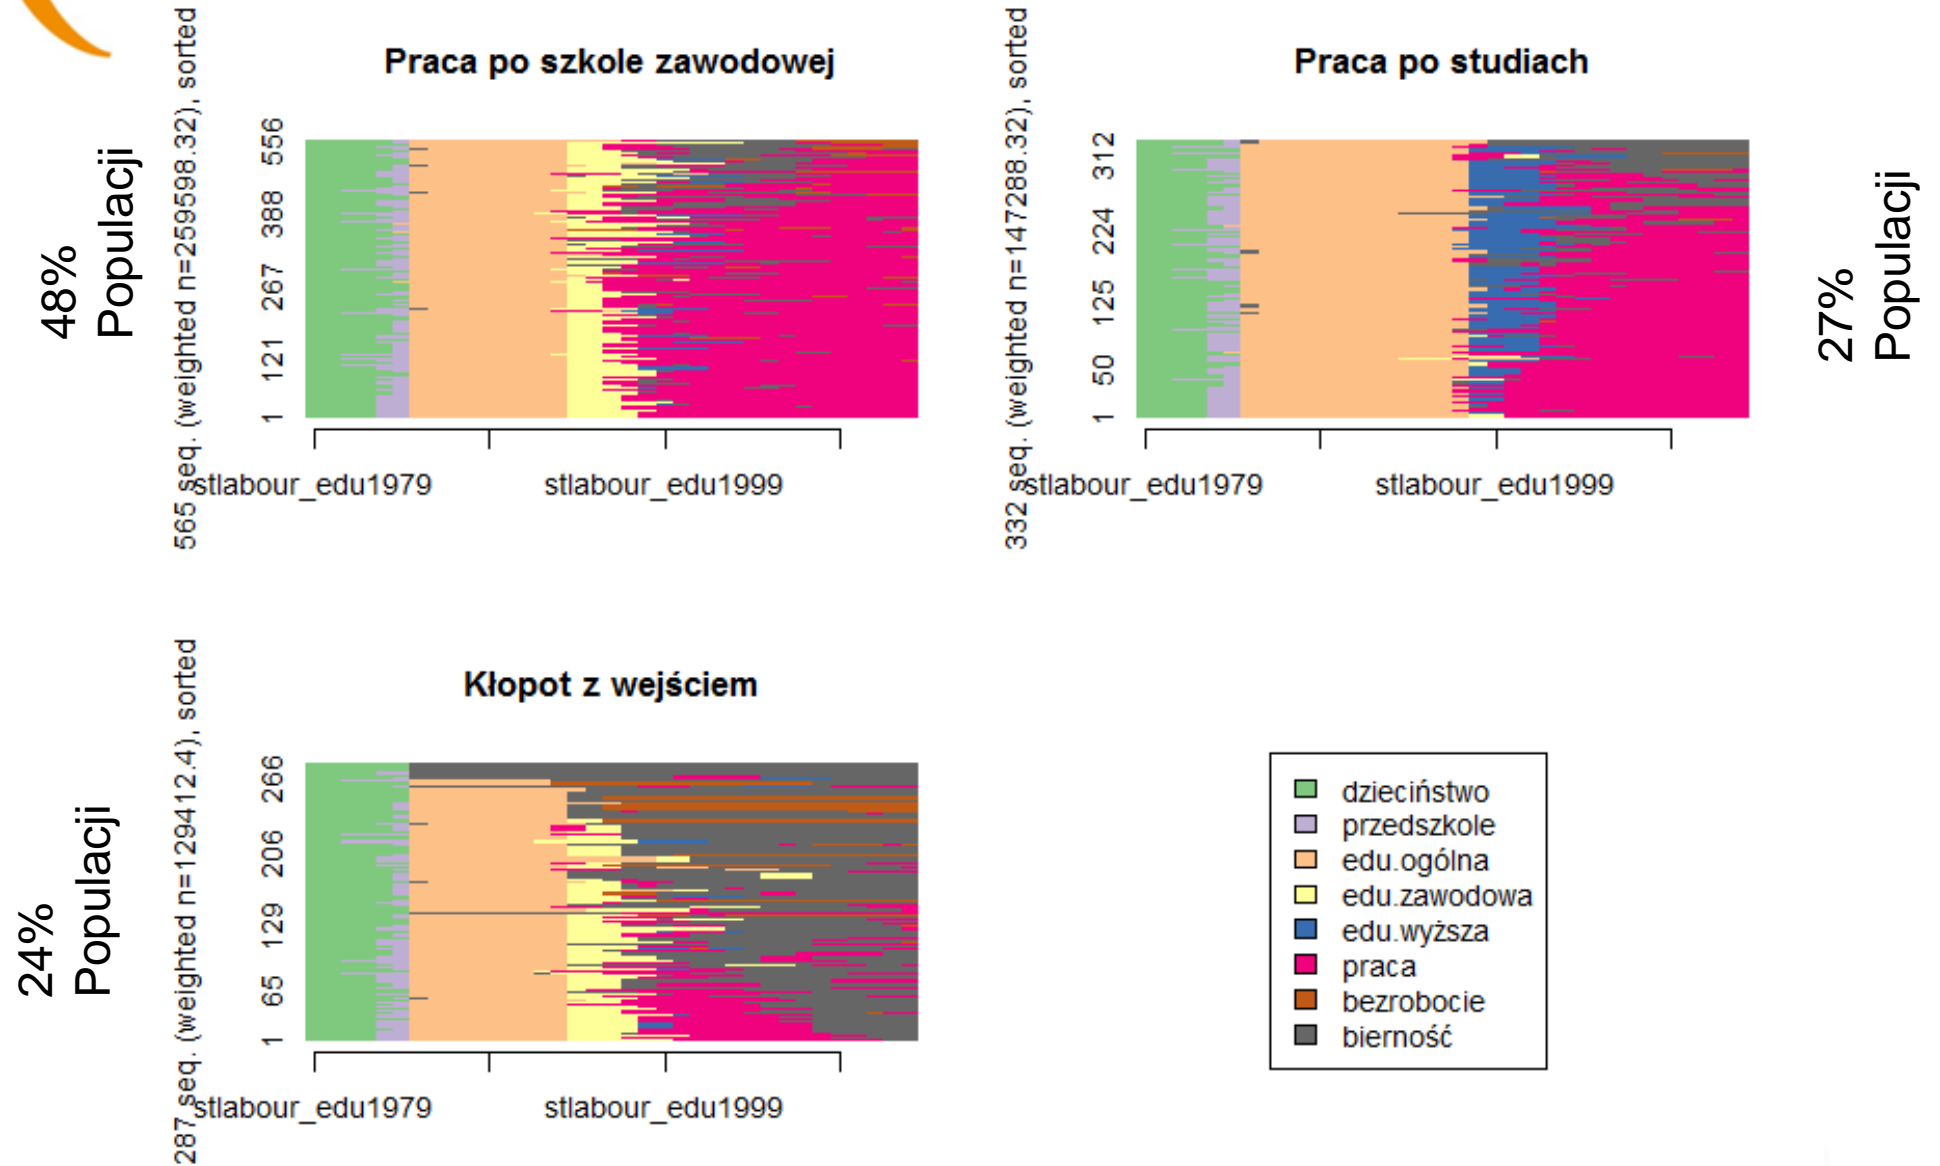 Praca po szkole zawodowej
48%
Populacji
565 seq. (weighted n=259598.32), sorted
556
388
267
121
1
stlabour_edu1979 stlabour_edu1999
Praca po studiach
332 seq. (weighted n=147288.32), sorted
312
224
125
50
1
stlabour_edu1979 stlabour_edu1999
27%
Populacji
Kłopot z wejściem
24%
Populacji
287 seq. (weighted n=129412.4), sorted
266
206
129
65
1
stlabour_edu1979 stlabour_edu1999
dzieciństwo
przedszkole
edu.ogólna
edu.zawodowa
edu.wyższa
praca
bezrobocie
bierność